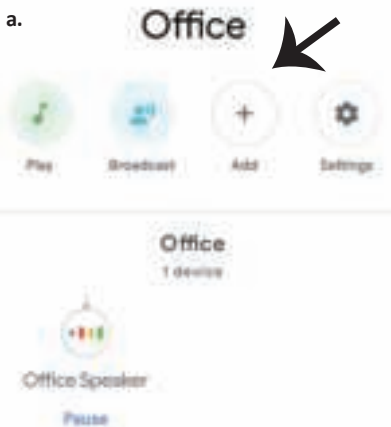 a.
Office
Play Broadcast Add Settings
Office
1 device
Office Speaker
Pause